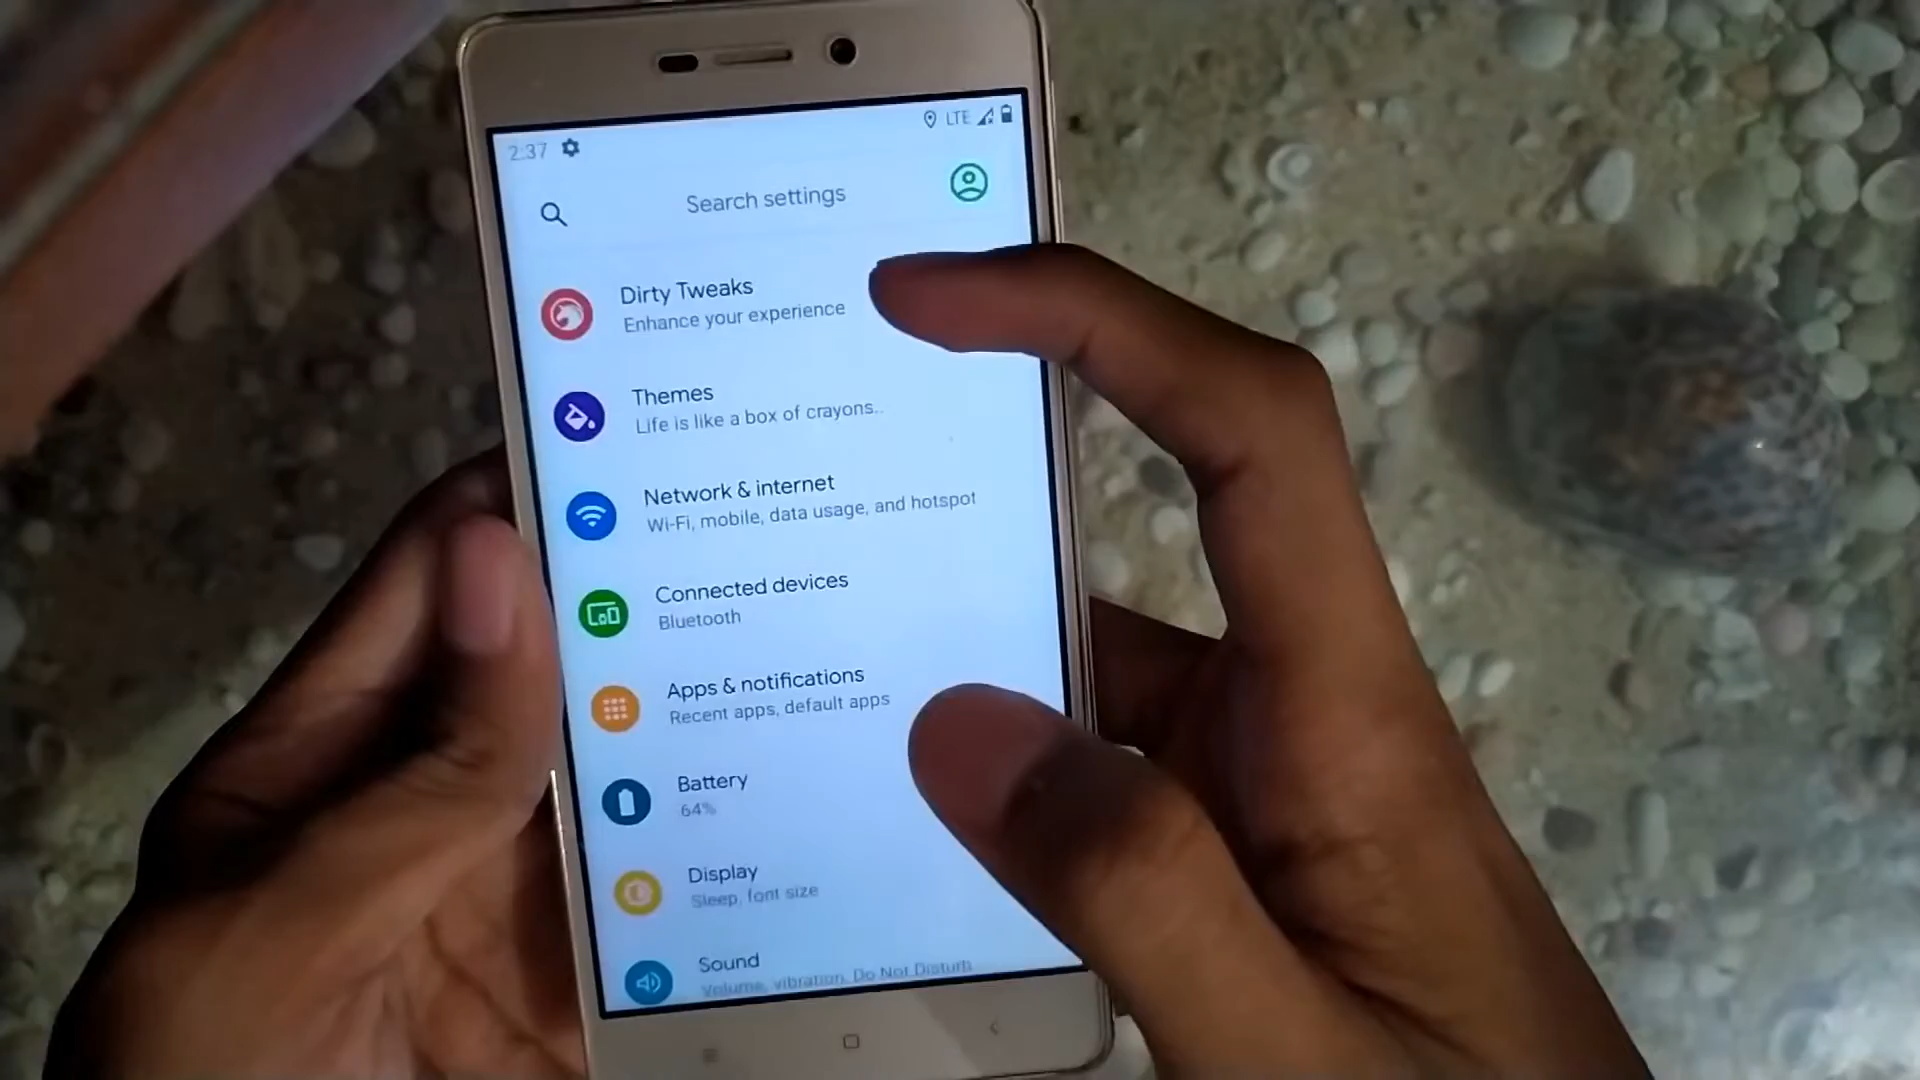 2:37
LTE
Search settings
Dirty Tweaks
Enhance your experience
Themes
Life is like a box of crayons..
Network & internet
Wi-Fi, mobile, data usage, and hotspot
Connected devices
Bluetooth
Apps & notifications
Recent apps, default apps
Battery
64%
Display
Sleep, font size
Sound
Volume, vibration, Do Not Disturb